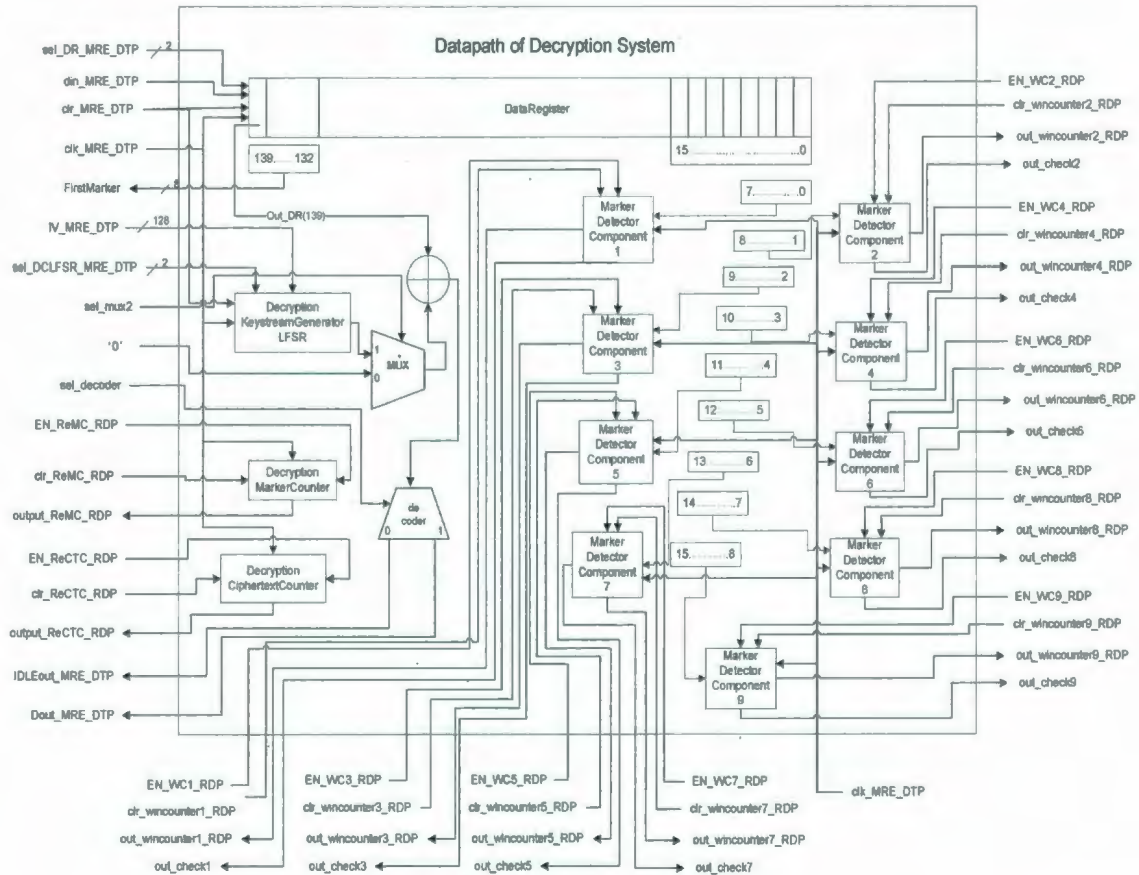 Datapath of Decryption System
sel_DR_MRE_DTP
2
din_MRE_DTP
clr_MRE_DTP
clk_MRE_DTP
FirstMarker
8
IV_MRE_DTP
128
sel_DCLFSR_MRE_DTP
2
sel_mux2
'0'
sel_decoder
EN_ReMC_RDP
clr_ReMC_RDP
output_ReMC_RDP
EN_ReCTC_RDP
clr_ReCTC_RDP
output_ReCTC_RDP
IDLEout_MRE_DTP
Dout_MRE_DTP
DataRegister
139......132
15..................0
Out_DR(139)
Decryption
KeystreamGenerator
LFSR
1
MUX
0
Decryption
MarkerCounter
de
coder
0 1
Decryption
CiphertextCounter
Marker
Detector
Component
1
Marker
Detector
Component
3
Marker
Detector
Component
5
Marker
Detector
Component
7
7............0
8............1
9............2
10............3
11............4
12............5
13............6
14............7
15............8
Marker
Detector
Component
2
Marker
Detector
Component
4
Marker
Detector
Component
6
Marker
Detector
Component
8
Marker
Detector
Component
9
EN_WC2_RDP
clr_wincounter2_RDP
out_wincounter2_RDP
out_check2
EN_WC4_RDP
clr_wincounter4_RDP
out_wincounter4_RDP
out_check4
EN_WC6_RDP
clr_wincounter6_RDP
out_wincounter6_RDP
out_check6
EN_WC8_RDP
clr_wincounter8_RDP
out_wincounter8_RDP
out_check8
EN_WC9_RDP
clr_wincounter9_RDP
out_wincounter9_RDP
out_check9
EN_WC1_RDP
clr_wincounter1_RDP
out_wincounter1_RDP
out_check1
EN_WC3_RDP
clr_wincounter3_RDP
out_wincounter3_RDP
out_check3
EN_WC5_RDP
clr_wincounter5_RDP
out_wincounter5_RDP
out_check5
EN_WC7_RDP
clr_wincounter7_RDP
out_wincounter7_RDP
out_check7
clk_MRE_DTP